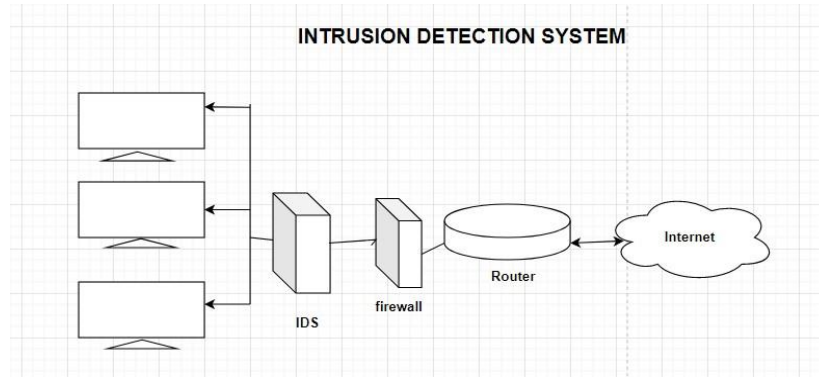 INTRUSION DETECTION SYSTEM
Internet
Router
firewall
IDS